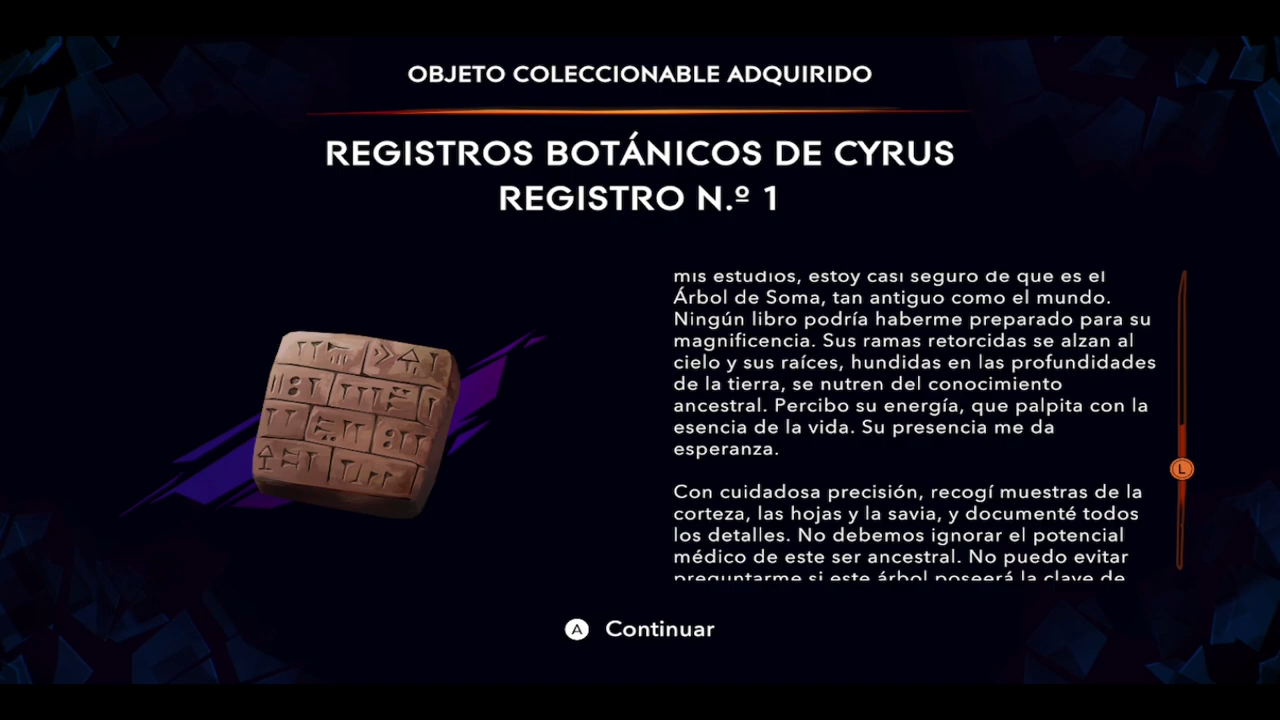 OBJETO COLECCIONABLE ADQUIRIDO
REGISTROS BOTÁNICOS DE CYRUS
REGISTRO N.º 1
mis estudios, estoy casi seguro de que es el
Árbol de Soma, tan antiguo como el mundo.
Ningún libro podría haberme preparado para su
magnificencia. Sus ramas retorcidas se alzan al
cielo y sus raíces, hundidas en las profundidades
de la tierra, se nutren del conocimiento
ancestral. Percibo su energía, que palpita con la
esencia de la vida. Su presencia me da
esperanza.
Con cuidadosa precisión, recogí muestras de la
corteza, las hojas y la savia, y documenté todos
los detalles. No debemos ignorar el potencial
médico de este ser ancestral. No puedo evitar
preguntarme si este árbol poseerá la clave de
L
A Continuar